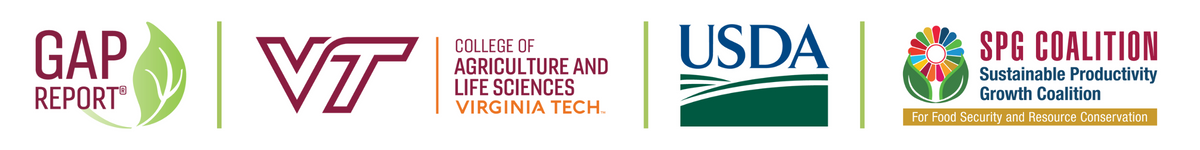 GAP
REPORT®
VT
COLLEGE OF
AGRICULTURE AND
LIFE SCIENCES
VIRGINIA TECH™
USDA
SPG COALITION
Sustainable Productivity
Growth Coalition
For Food Security and Resource Conservation